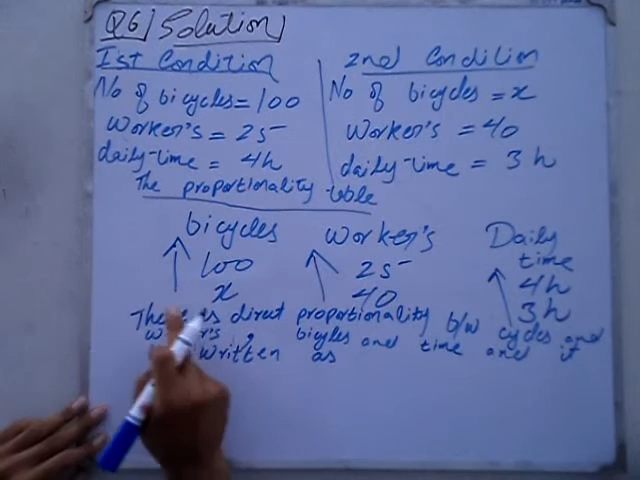 Q6/ Solution
Ist Condition
No of bicycles = 100
Worker's = 25
daily-time = 4h
2nd Condition
No of bicycles = x
Worker's = 40
daily-time = 3h
The proportionality table
bicycles Worker's Daily time
100 25 4h
x 40 3h
There is direct proportionality b/w cycles and
worker's, bicycles and time and it
written as